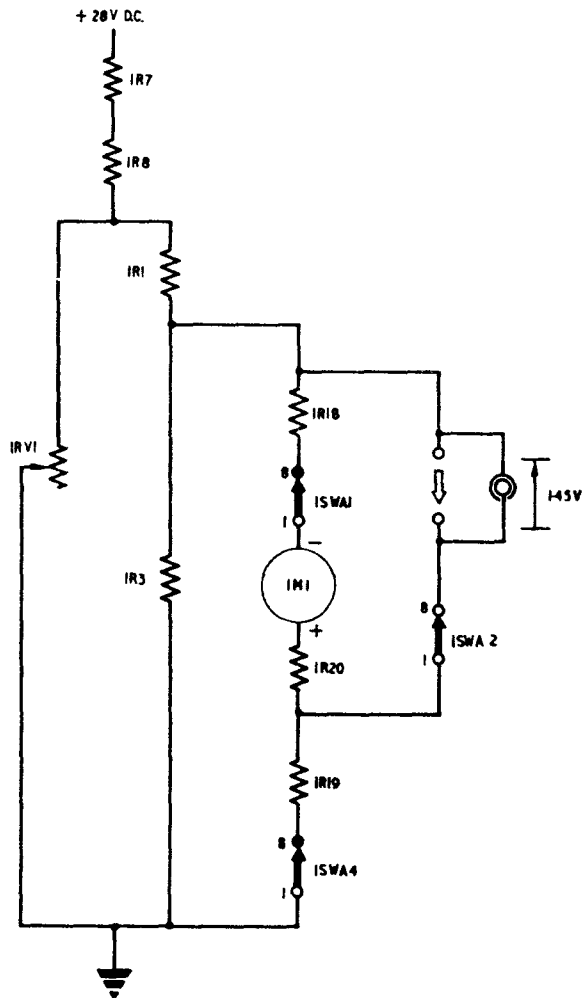 + 28V D.C.
1R7
1R8
1R1
1R18
1RV1
8
1SWA1
1
1·45V
−
1R3
1M1
8
+
1SWA 2
1R20
1
1R19
8
1SWA4
1